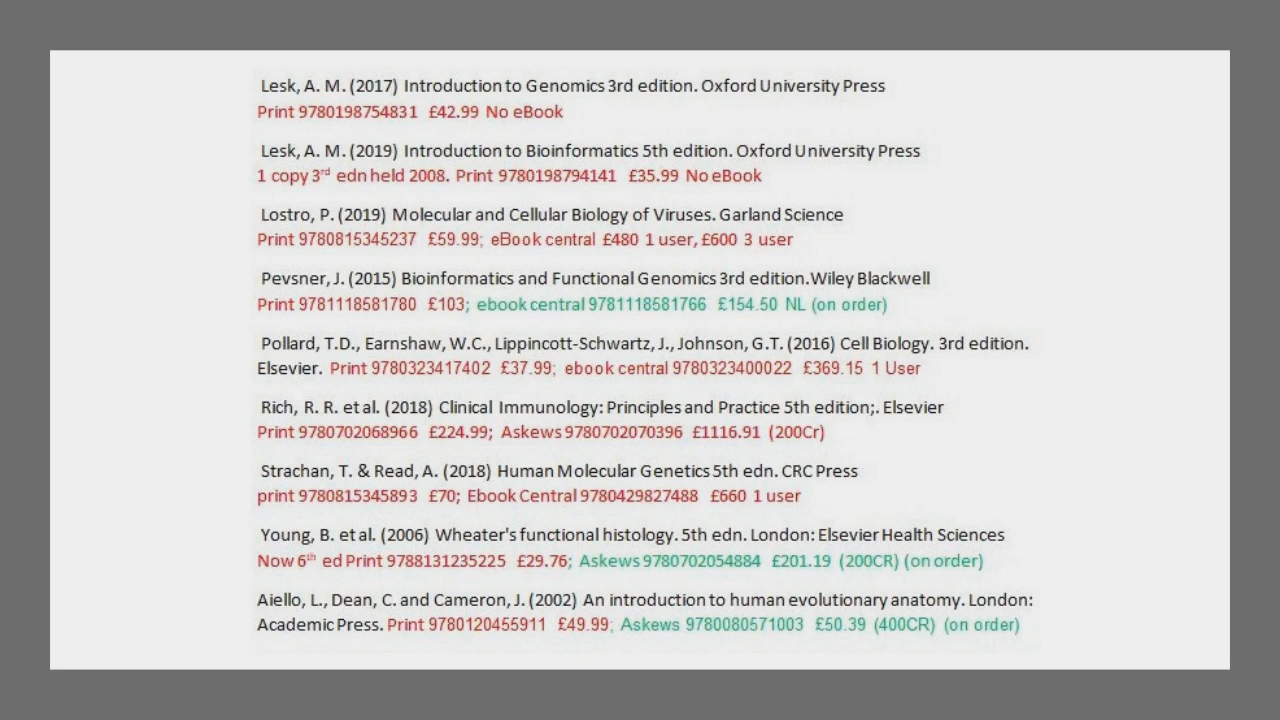 Lesk, A. M. (2017) Introduction to Genomics 3rd edition. Oxford University Press
Print 9780198754831 £42.99 No eBook
Lesk, A. M. (2019) Introduction to Bioinformatics 5th edition. Oxford University Press
1 copy 3rd edn held 2008. Print 9780198794141 £35.99 No eBook
Lostro, P. (2019) Molecular and Cellular Biology of Viruses. Garland Science
Print 9780815345237 £59.99; eBook central £480 1 user, £600 3 user
Pevsner, J. (2015) Bioinformatics and Functional Genomics 3rd edition. Wiley Blackwell
Print 9781118581780 £103; ebook central 9781118581766 £154.50 NL (on order)
Pollard, T.D., Earnshaw, W.C., Lippincott-Schwartz, J., Johnson, G.T. (2016) Cell Biology. 3rd edition.
Elsevier. Print 9780323417402 £37.99; ebook central 9780323400022 £369.15 1 User
Rich, R. R. et al. (2018) Clinical Immunology: Principles and Practice 5th edition;. Elsevier
Print 9780702068966 £224.99; Askews 9780702070396 £1116.91 (200Cr)
Strachan, T. & Read, A. (2018) Human Molecular Genetics 5th edn. CRC Press
print 9780815345893 £70; Ebook Central 9780429827488 £660 1 user
Young, B. et al. (2006) Wheater's functional histology. 5th edn. London: Elsevier Health Sciences
Now 6th ed Print 9788131235225 £29.76; Askews 9780702054884 £201.19 (200CR) (on order)
Aiello, L., Dean, C. and Cameron, J. (2002) An introduction to human evolutionary anatomy. London:
Academic Press. Print 9780120455911 £49.99; Askews 9780080571003 £50.39 (400CR) (on order)